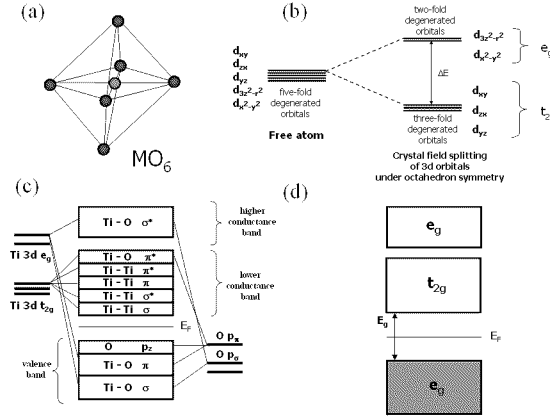 (a)
MO6
(b)
dxy
dzx
dyz
d3z²-r²
dx²-y²
five-fold
degenerated
orbitals
Free atom
two-fold
degenerated
orbitals
d3z²-r²
dx²-y²
eg
ΔE
dxy
dzx
dyz
t2g
three-fold
degenerated
orbitals
Crystal field splitting
of 3d orbitals
under octahedron symmetry
(c)
Ti 3d eg
Ti 3d t2g
Ti – O σ*
Ti – O π*
Ti – Ti π*
Ti – Ti π
Ti – Ti σ*
Ti – Ti σ
EF
O pz
Ti – O π
Ti – O σ
valence
band
higher
conductance
band
lower
conductance
band
O pπ
O pσ
(d)
eg
t2g
Eg
EF
eg